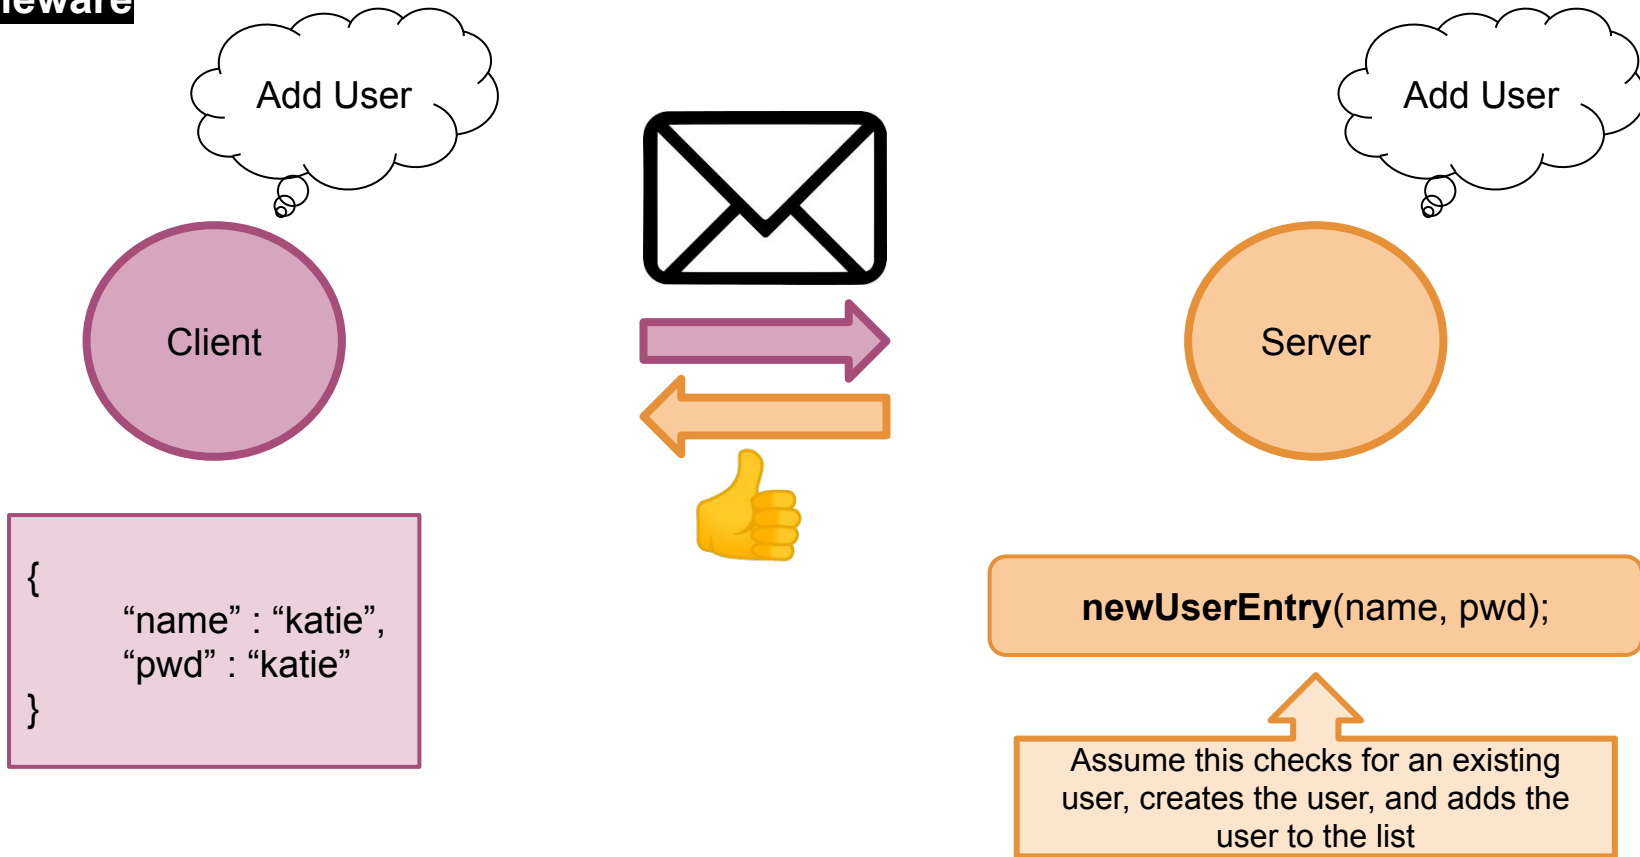 Add User
Add User
Client
Server
{
“name” : “katie”,
“pwd” : “katie”
}
newUserEntry(name, pwd);
Assume this checks for an existing
user, creates the user, and adds the
user to the list